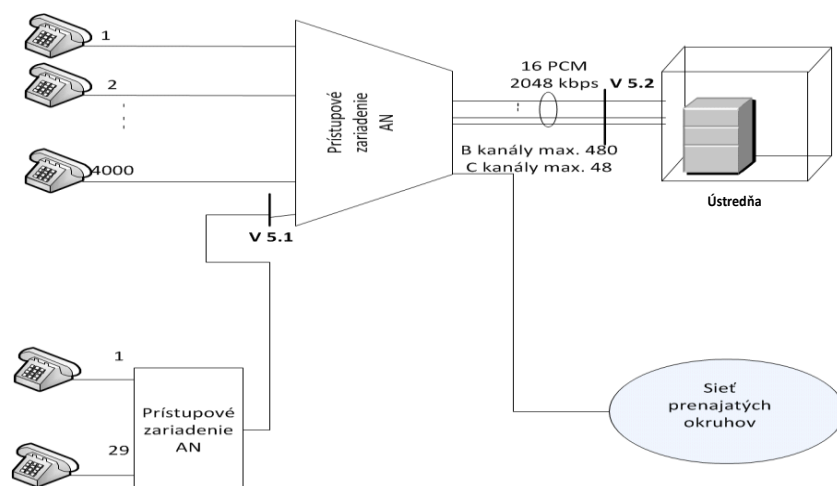 1
2
4000
Prístupové
zariadenie
AN
16 PCM
2048 kbps
V 5.2
B kanály max. 480
C kanály max. 48
Ústredňa
V 5.1
1
29
Prístupové
zariadenie
AN
Sieť
prenajatých
okruhov